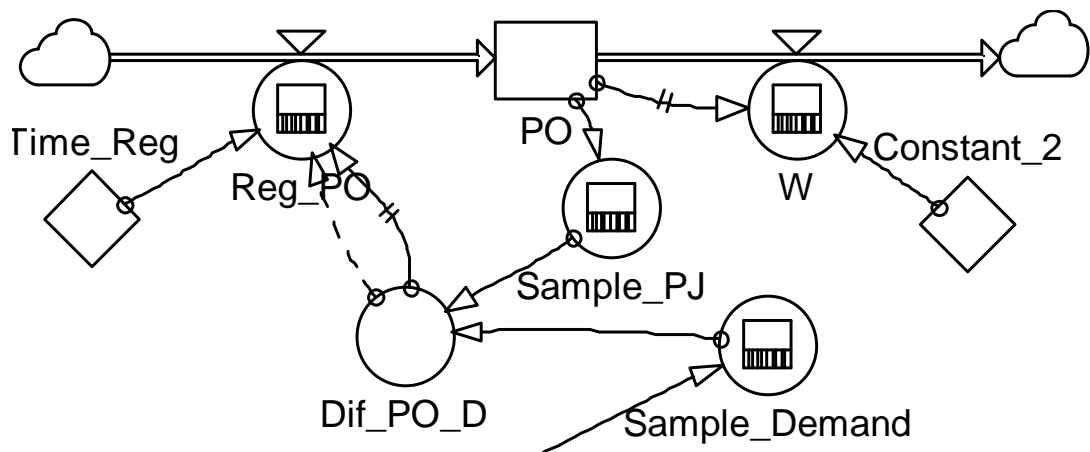 PO
Time_Reg
Constant_2
Reg_PO
W
Sample_PJ
Dif_PO_D
Sample_Demand